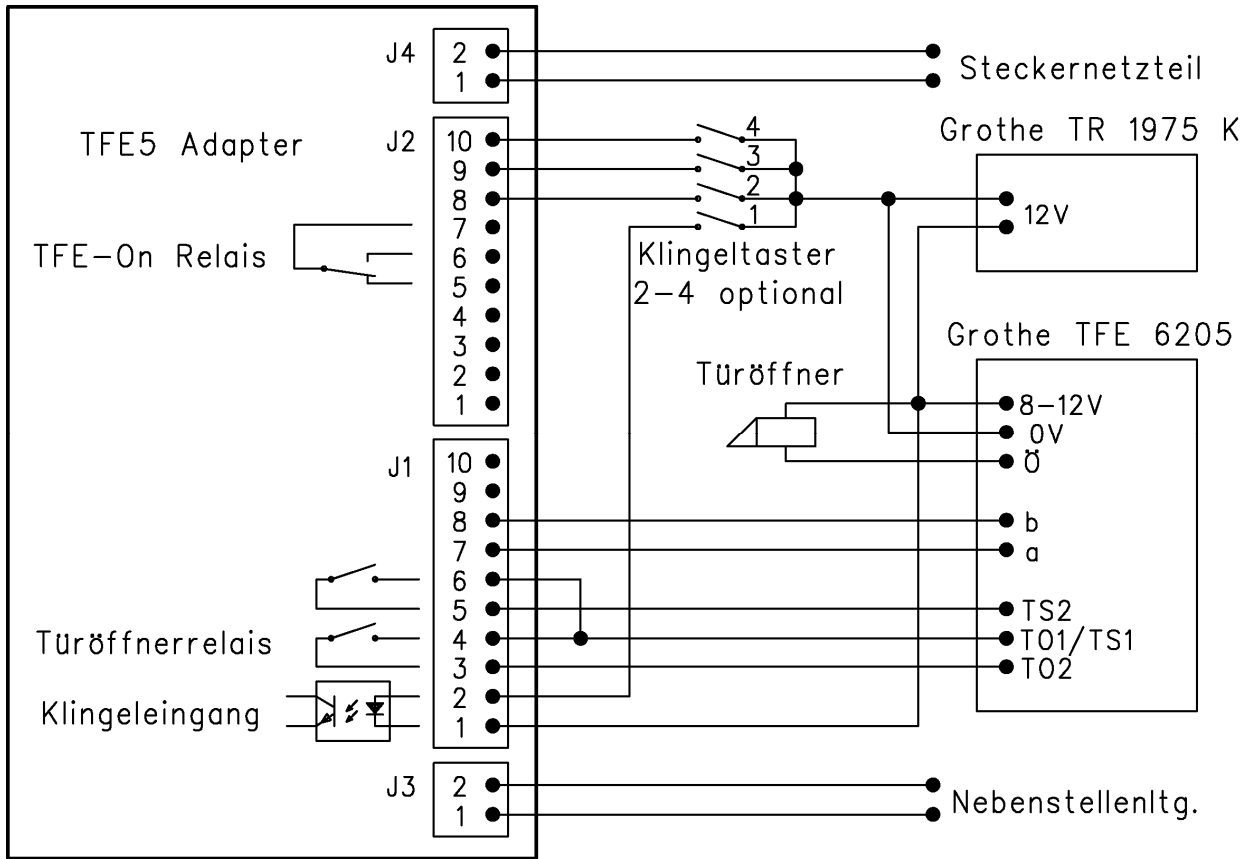 J4
2
1
Steckernetzteil
TFE5 Adapter
J2
10
9
8
7
6
5
4
3
2
1
TFE-On Relais
4
3
2
1
Klingeltaster
2-4 optional
Grothe TR 1975 K
12V
Grothe TFE 6205
Türöffner
8-12V
0V
Ö
b
a
TS2
TO1/TS1
TO2
J1
10
9
8
7
6
5
4
3
2
1
Türöffnerrelais
Klingeleingang
J3
2
1
Nebenstellenltg.